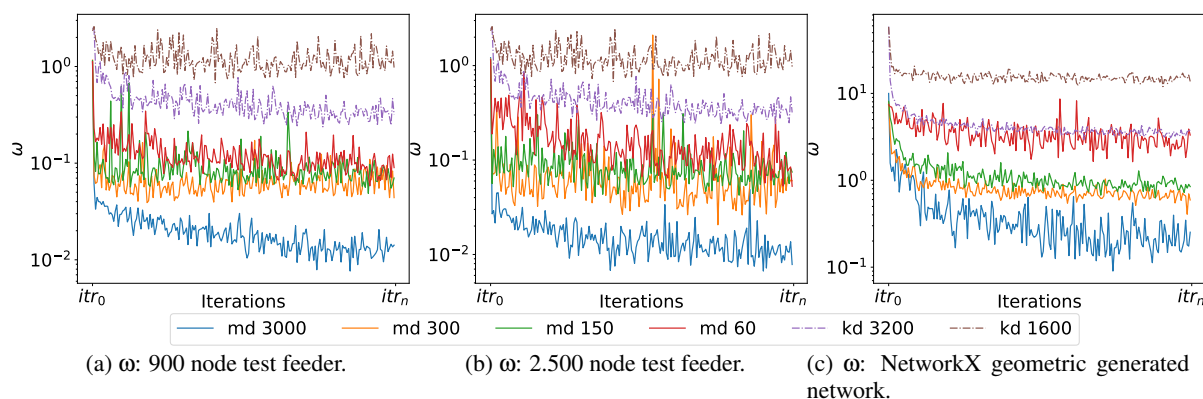 10⁰
10⁻¹
10⁻²
ω
itr₀
Iterations
itrₙ
10⁰
10⁻¹
10⁻²
ω
itr₀
Iterations
itrₙ
10¹
10⁰
10⁻¹
ω
itr₀
Iterations
itrₙ
md 3000 md 300 md 150 md 60 kd 3200 kd 1600
(a) ω: 900 node test feeder.
(b) ω: 2.500 node test feeder.
(c) ω: NetworkX geometric generated
network.